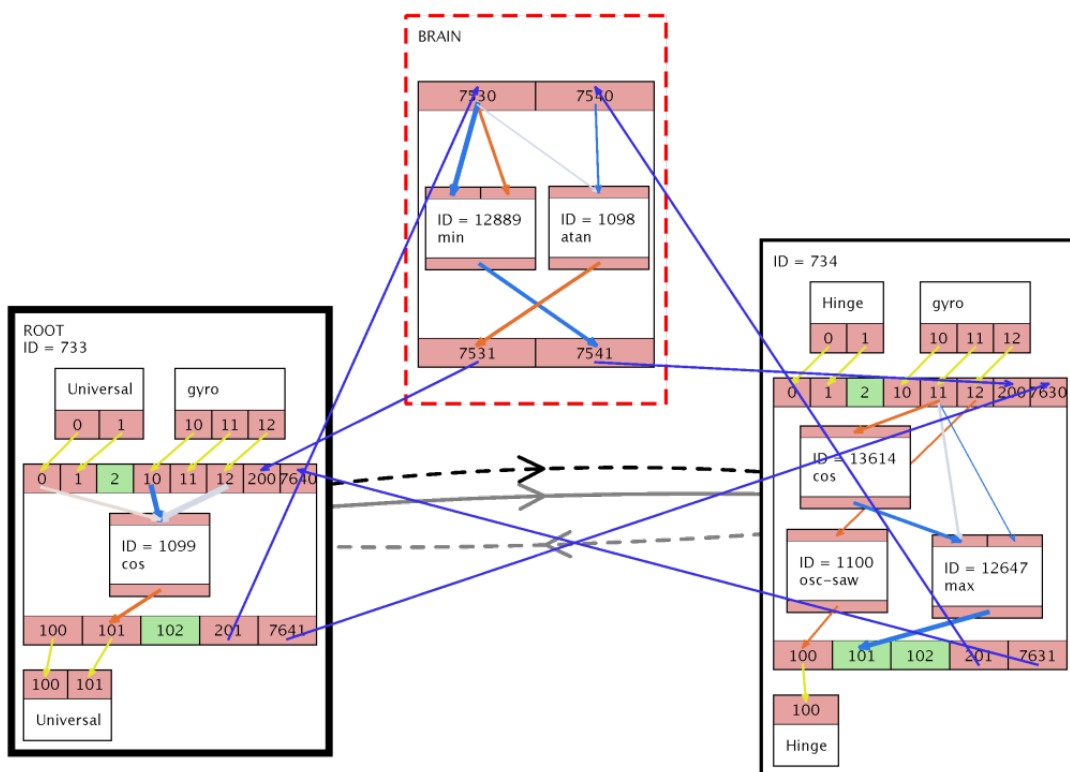 BRAIN
7530 7540
ID = 12889
min
ID = 1098
atan
7531 7541
ROOT
ID = 733
Universal
0 1
gyro
10 11 12
0 1 2 10 11 12 200 7640
ID = 1099
cos
100 101 102 201 7641
100 101
Universal
ID = 734
Hinge
0 1
gyro
10 11 12
0 1 2 10 11 12 200 7630
ID = 13614
cos
ID = 1100
osc-saw
ID = 12647
max
100 101 102 201 7631
100
Hinge